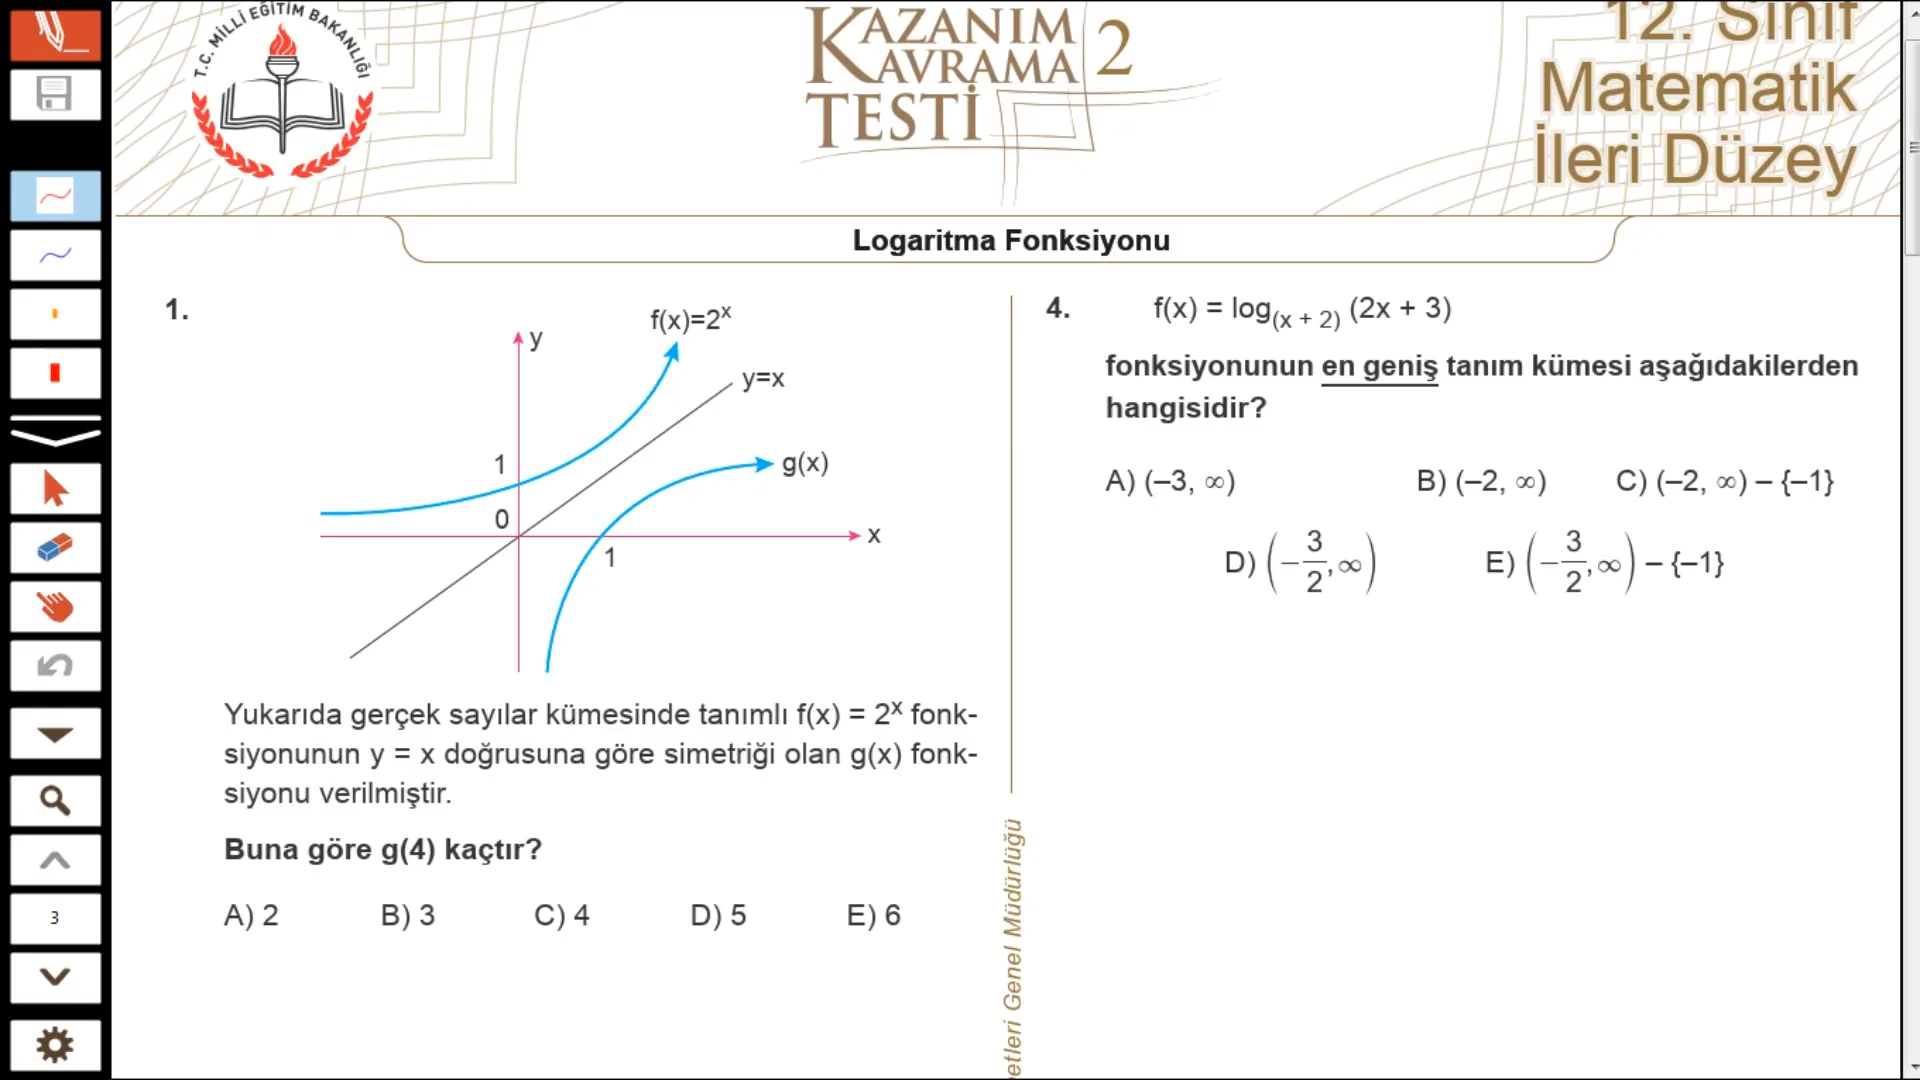 T.C. MİLLİ EĞİTİM BAKANLIĞI
KAZANIM
KAVRAMA 2
TESTİ
12. Sınıf
Matematik
İleri Düzey
Logaritma Fonksiyonu
1.
f(x)=2^x
y
y=x
1
g(x)
0
x
1
Yukarıda gerçek sayılar kümesinde tanımlı f(x) = 2^x fonk-
siyonunun y = x doğrusuna göre simetriği olan g(x) fonk-
siyonu verilmiştir.
Buna göre g(4) kaçtır?
A) 2 B) 3 C) 4 D) 5 E) 6
4. f(x) = log_(x + 2) (2x + 3)
fonksiyonunun en geniş tanım kümesi aşağıdakilerden
hangisidir?
A) (–3, ∞) B) (–2, ∞) C) (–2, ∞) – {–1}
D) (–3/2, ∞) E) (–3/2, ∞) – {–1}
etleri Genel Müdürlüğü
3